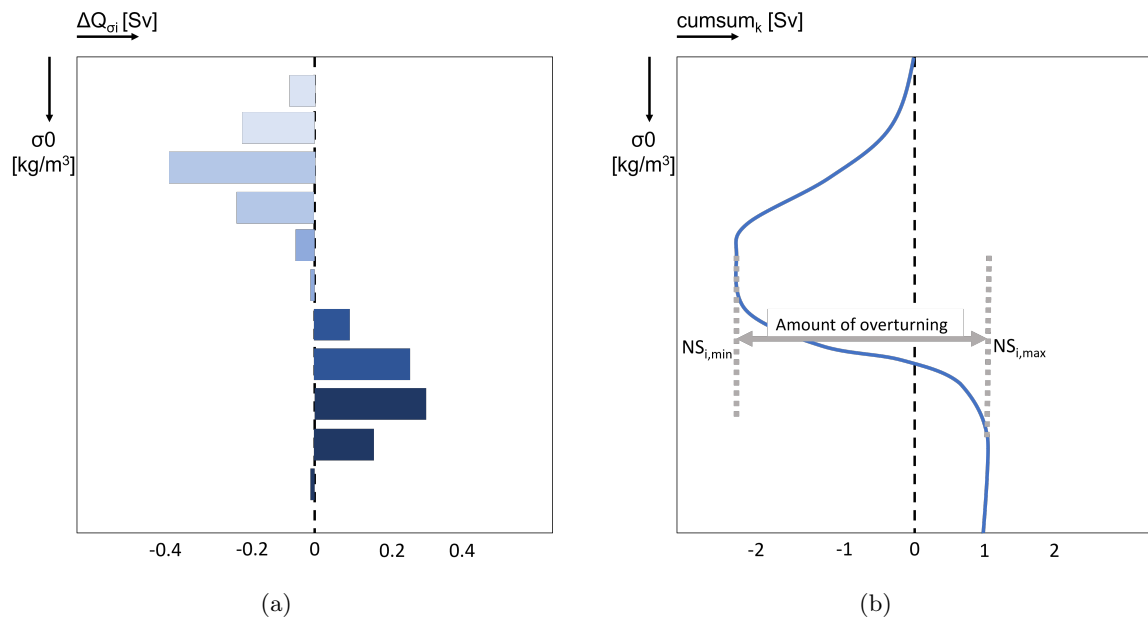 ΔQσi [Sv]
σ0
[kg/m³]
-0.4 -0.2 0 0.2 0.4
(a)
cumsumk [Sv]
σ0
[kg/m³]
Amount of overturning
NSi,min
NSi,max
-2 -1 0 1 2
(b)